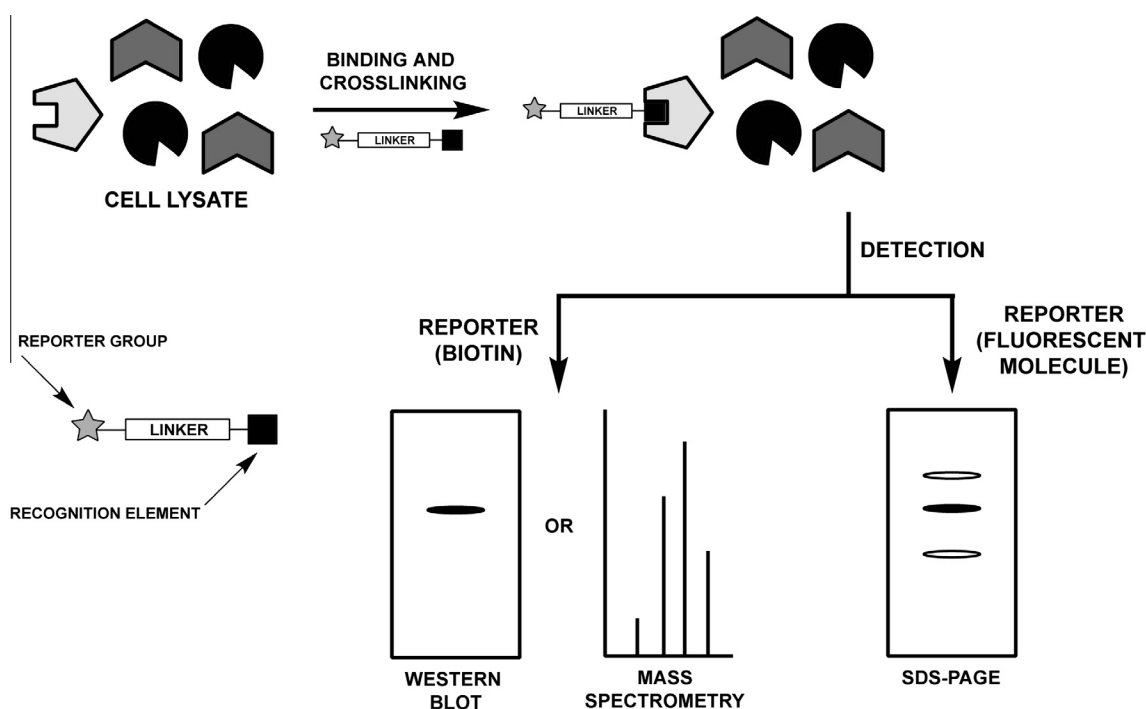 BINDING AND
CROSSLINKING
LINKER
CELL LYSATE
LINKER
DETECTION
REPORTER
(BIOTIN)
REPORTER
(FLUORESCENT
MOLECULE)
REPORTER GROUP
LINKER
RECOGNITION ELEMENT
OR
WESTERN
BLOT
MASS
SPECTROMETRY
SDS-PAGE